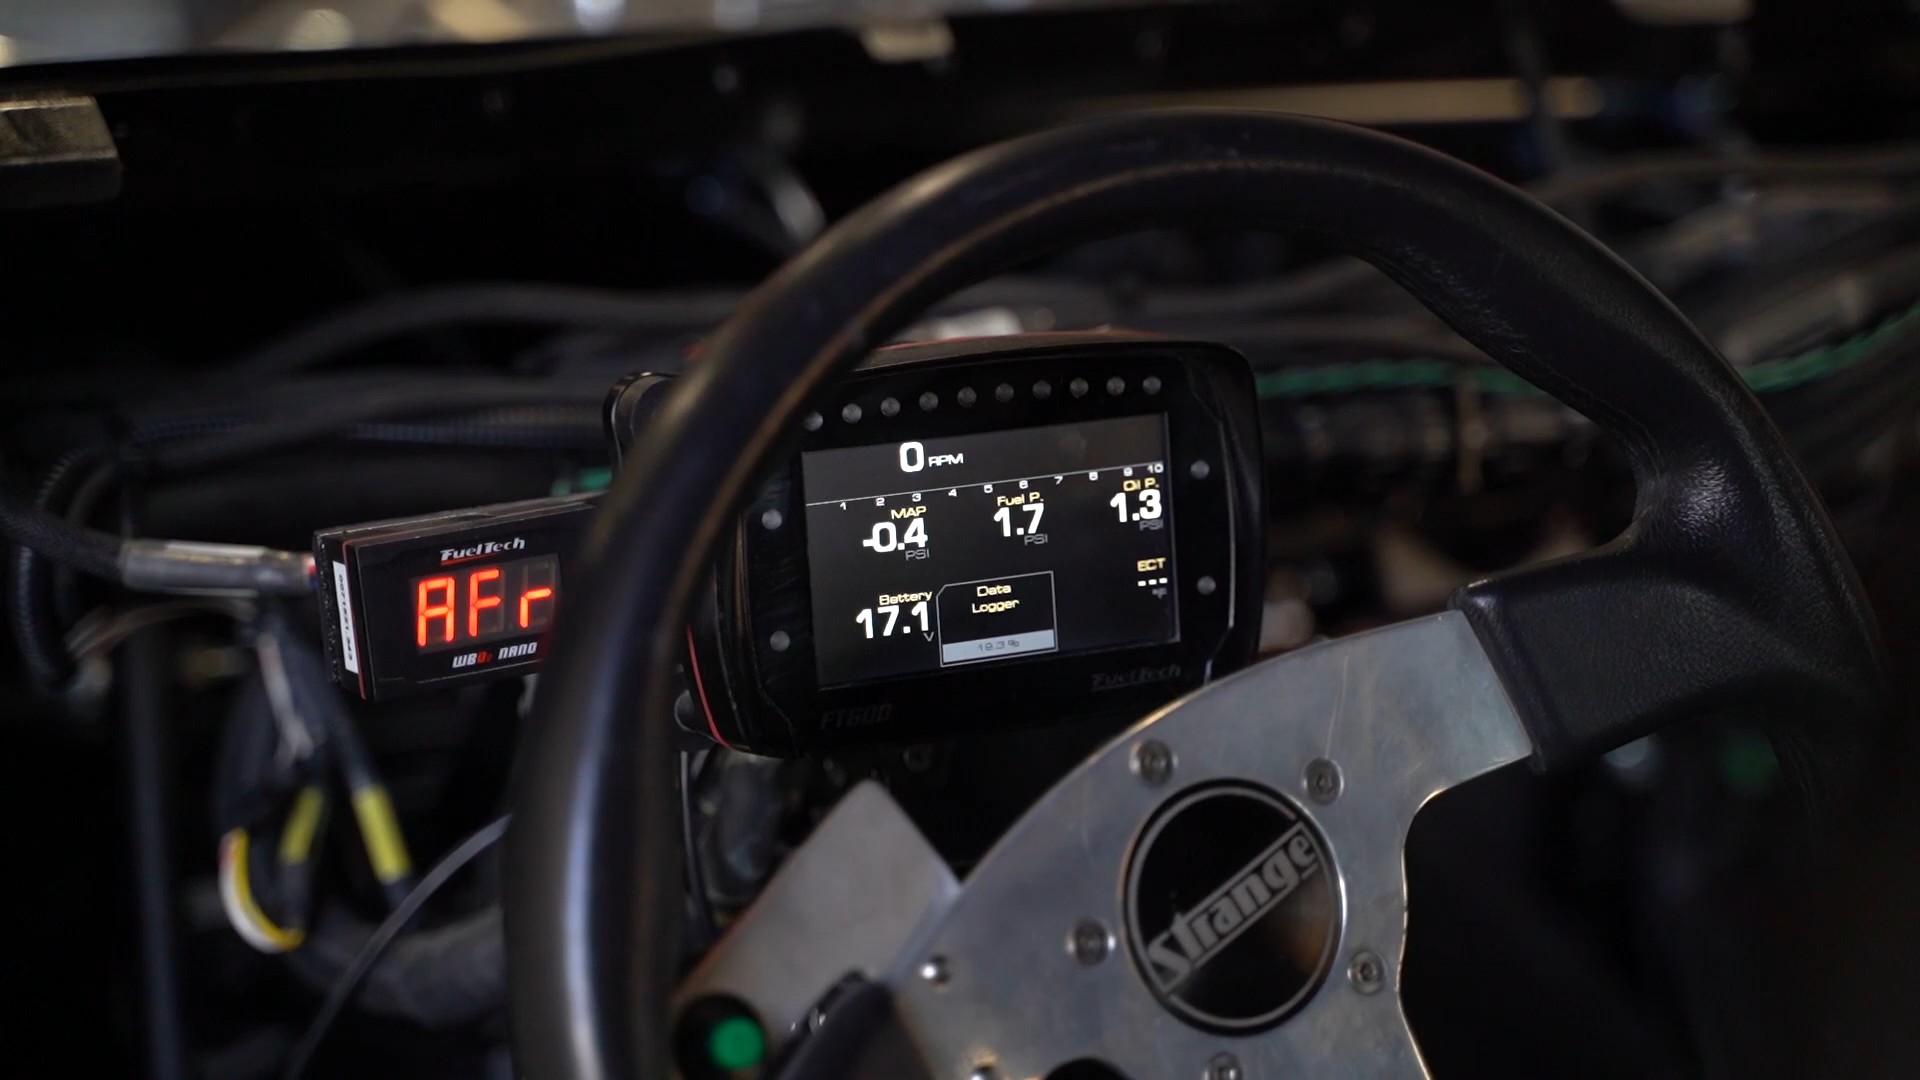 0 RPM
1 2 3 4 5 6 7 8 9 10
MAP
-0.4
PSI
Fuel P.
1.7
PSI
Oil P.
1.3
PSI
ECT
---
°F
Battery
17.1
V
Data
Logger
FuelTech
FT600
FuelTech
AFr
WBO₂ NANO
Strange